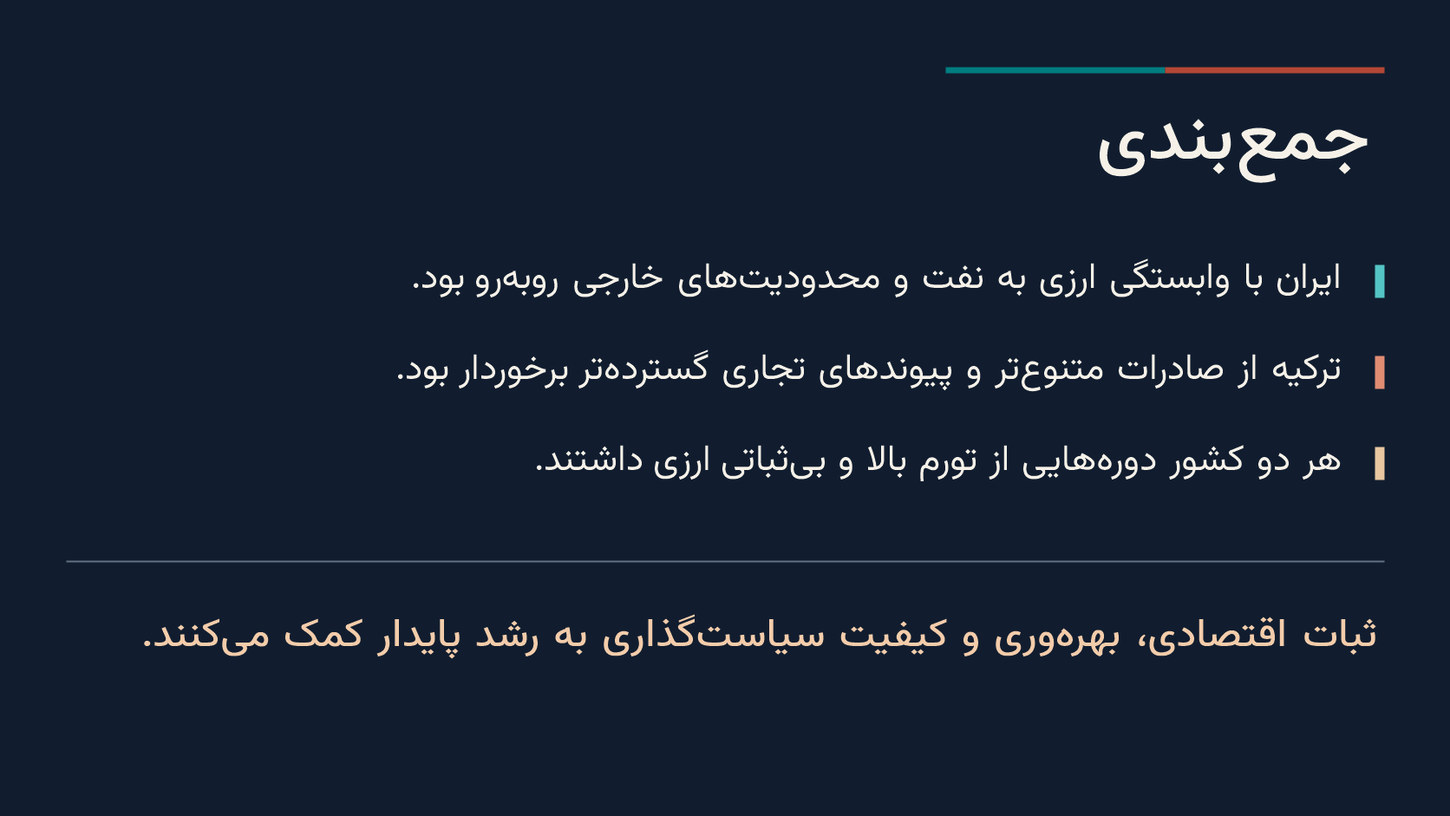 جمع‌بندی
ایران با وابستگی ارزی به نفت و محدودیت‌های خارجی روبه‌رو بود.
ترکیه از صادرات متنوع‌تر و پیوندهای تجاری گسترده‌تر برخوردار بود.
هر دو کشور دوره‌هایی از تورم بالا و بی‌ثباتی ارزی داشتند.
ثبات اقتصادی، بهره‌وری و کیفیت سیاست‌گذاری به رشد پایدار کمک می‌کنند.